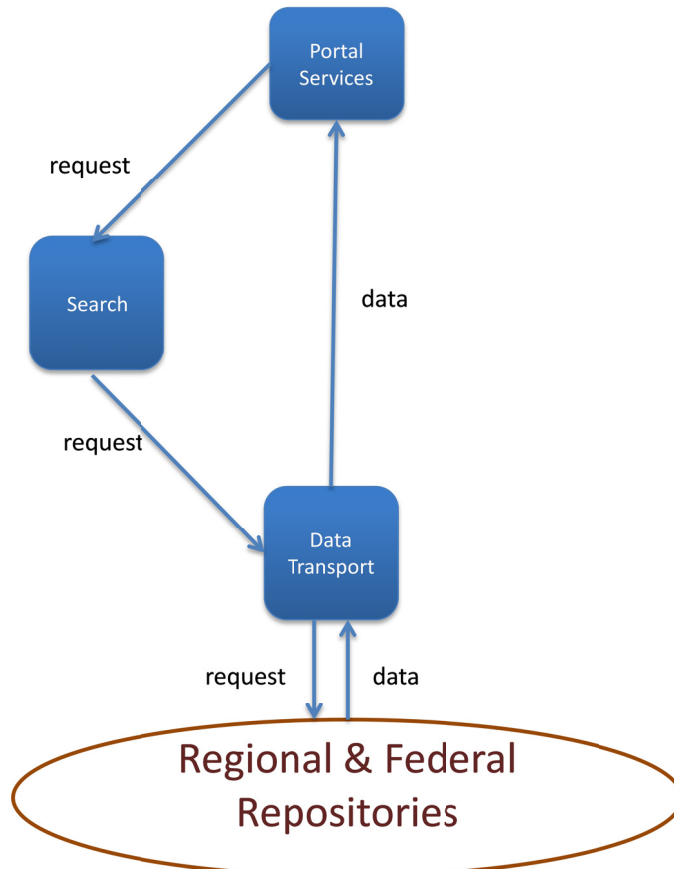 Portal
Services
request
Search
data
request
Data
Transport
request
data
Regional & Federal
Repositories